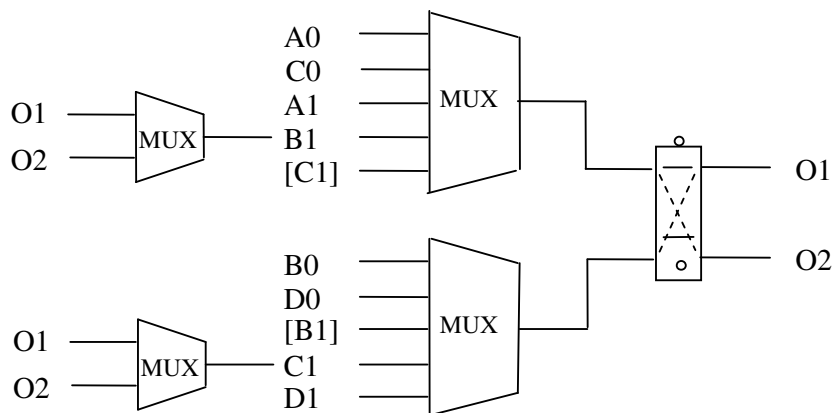 A0
C0
A1
B1
[C1]
MUX
O1
O2
MUX
O1
O2
B0
D0
[B1]
C1
D1
MUX
O1
O2
MUX